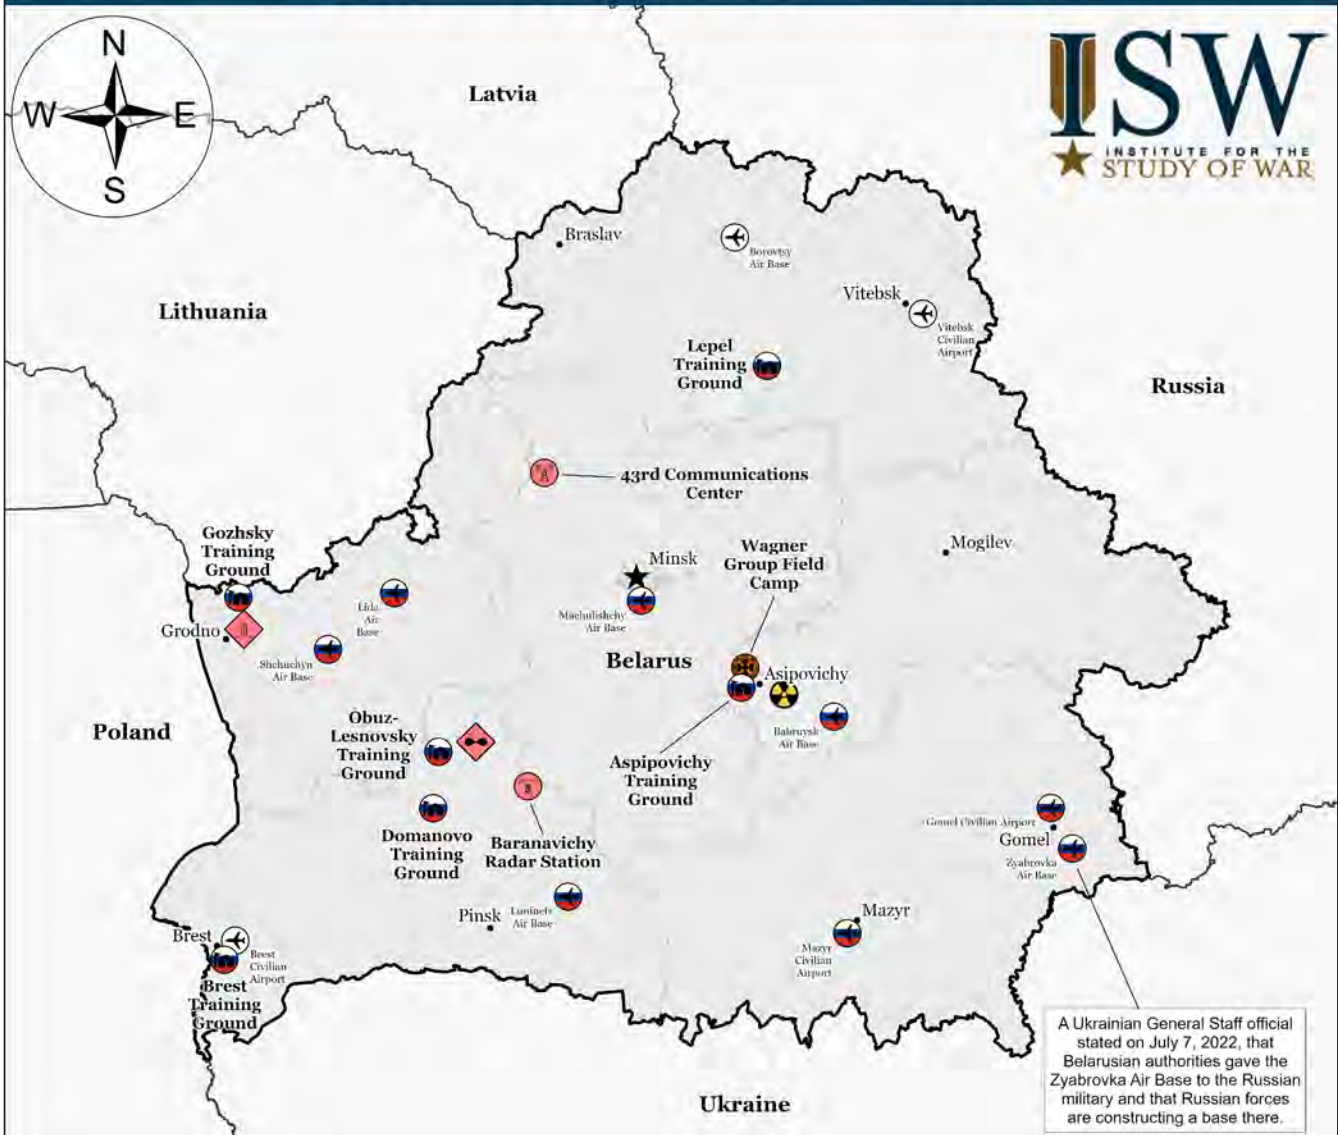 N
W
E
S
ISW
INSTITUTE FOR THE
STUDY OF WAR
Latvia
Braslav
Borovtsy
Air Base
Lithuania
Vitebsk
Vitebsk
Civilian
Airport
Lepel
Training
Ground
Russia
43rd Communications
Center
Gozhsky
Training
Ground
Minsk
Wagner
Group Field
Camp
Mogilev
Lida
Air
Base
Machulishchy
Air Base
Grodno
Shchuchyn
Air Base
Belarus
Asipovichy
Poland
Obuz-
Lesnovsky
Training
Ground
Babruysk
Air Base
Aspipovichy
Training
Ground
Domanovo
Training
Ground
Baranavichy
Radar Station
Gomel Civilian Airport
Gomel
Zyabrovka
Air Base
Pinsk
Luninets
Air Base
Mazyr
Mazyr
Civilian
Airport
Brest
Brest
Civilian
Airport
Brest
Training
Ground
A Ukrainian General Staff official
stated on July 7, 2022, that
Belarusian authorities gave the
Zyabrovka Air Base to the Russian
military and that Russian forces
are constructing a base there.
Ukraine